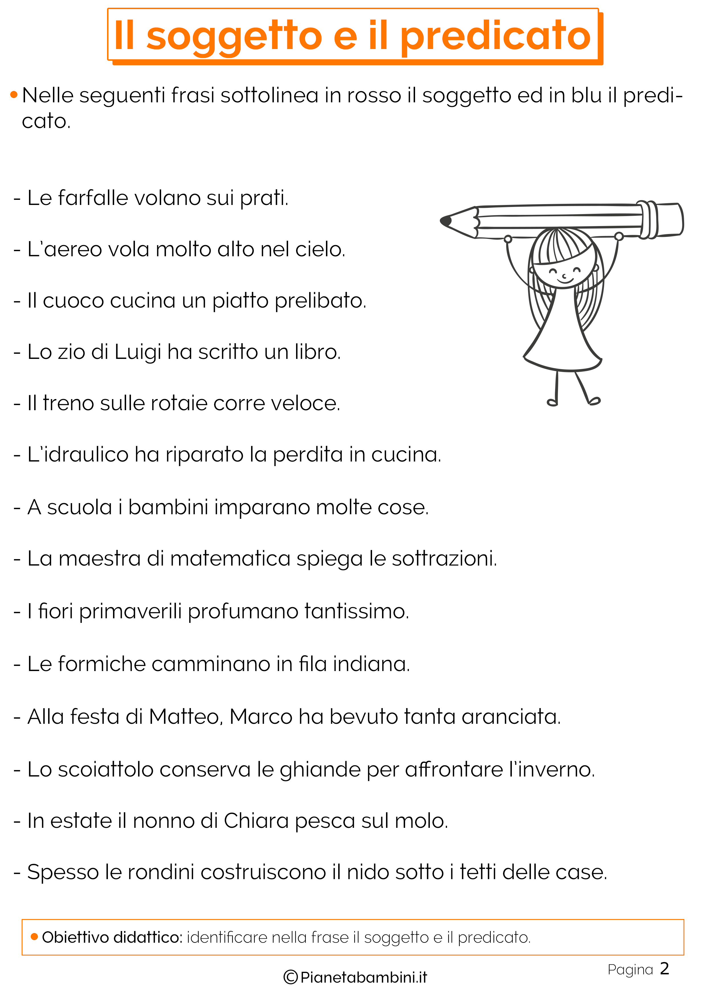 Il soggetto e il predicato
• Nelle seguenti frasi sottolinea in rosso il soggetto ed in blu il predi-
cato.
- Le farfalle volano sui prati.
- L'aereo vola molto alto nel cielo.
- Il cuoco cucina un piatto prelibato.
- Lo zio di Luigi ha scritto un libro.
- Il treno sulle rotaie corre veloce.
- L'idraulico ha riparato la perdita in cucina.
- A scuola i bambini imparano molte cose.
- La maestra di matematica spiega le sottrazioni.
- I fiori primaverili profumano tantissimo.
- Le formiche camminano in fila indiana.
- Alla festa di Matteo, Marco ha bevuto tanta aranciata.
- Lo scoiattolo conserva le ghiande per affrontare l'inverno.
- In estate il nonno di Chiara pesca sul molo.
- Spesso le rondini costruiscono il nido sotto i tetti delle case.
• Obiettivo didattico: identificare nella frase il soggetto e il predicato.
Pagina 2
© Pianetabambini.it